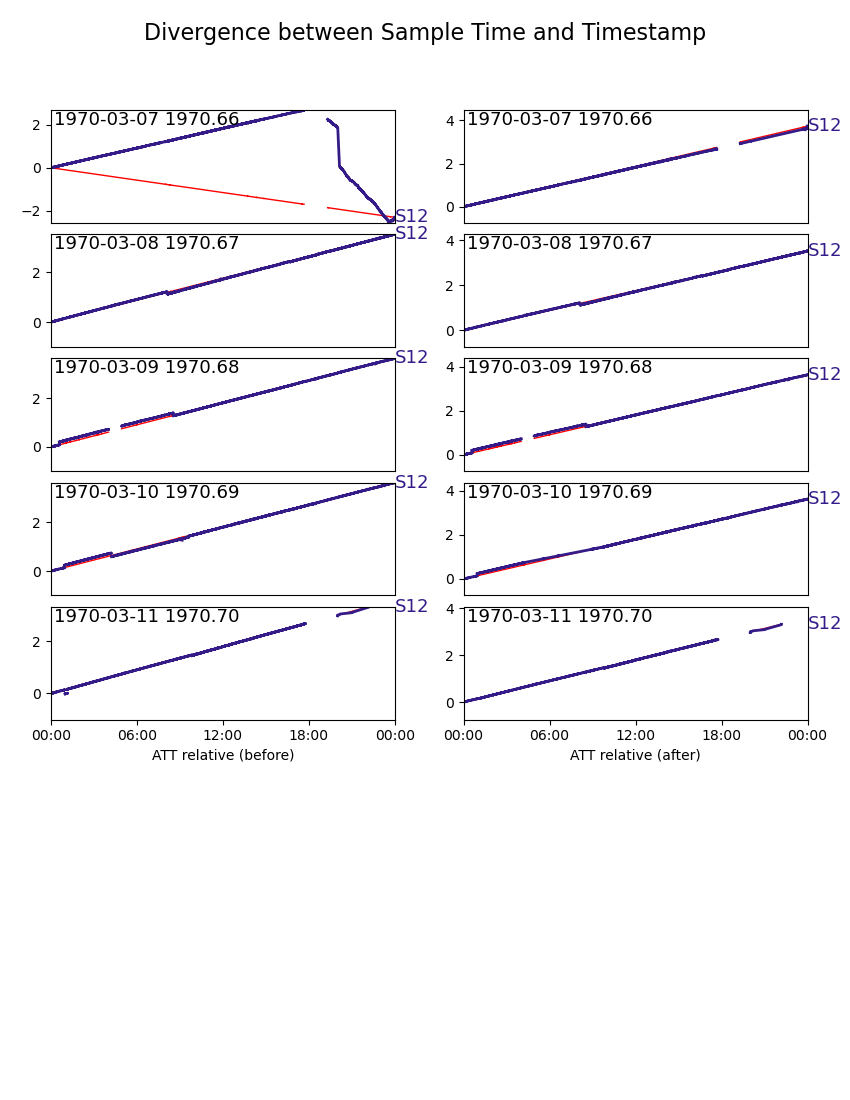 Divergence between Sample Time and Timestamp
1970-03-07 1970.66
2
0
−2
S12
1970-03-07 1970.66
4
2
0
S12
1970-03-08 1970.67
2
0
S12
1970-03-08 1970.67
4
2
0
S12
1970-03-09 1970.68
2
0
S12
1970-03-09 1970.68
4
2
0
S12
1970-03-10 1970.69
2
0
S12
1970-03-10 1970.69
4
2
0
S12
1970-03-11 1970.70
2
0
S12
00:00 06:00 12:00 18:00 00:00
ATT relative (before)
1970-03-11 1970.70
4
2
0
S12
00:00 06:00 12:00 18:00 00:00
ATT relative (after)